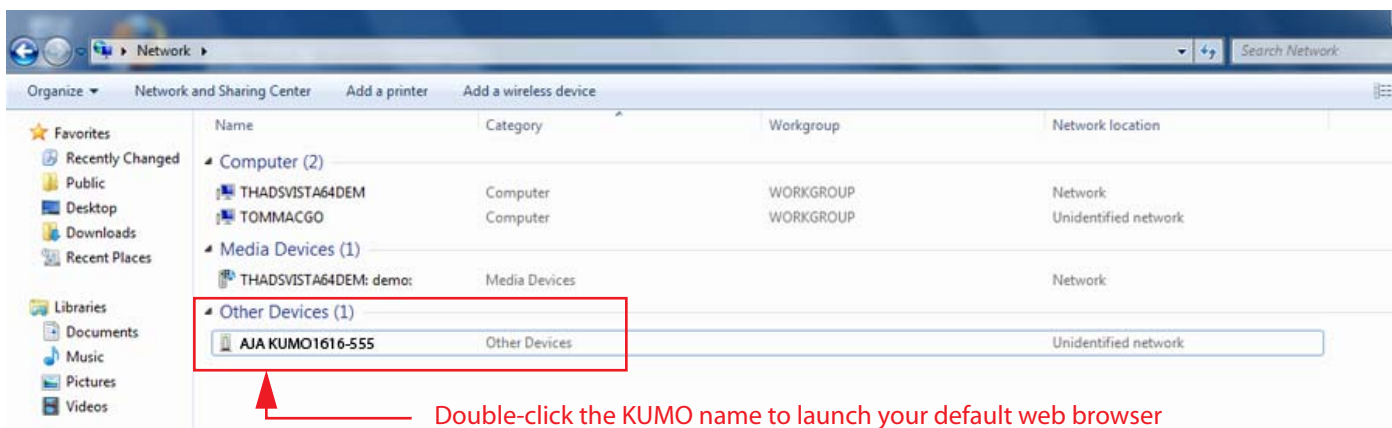 Network
Search Network
Organize Network and Sharing Center Add a printer Add a wireless device
Favorites
Recently Changed
Public
Desktop
Downloads
Recent Places
Libraries
Documents
Music
Pictures
Videos
Name Category Workgroup Network location
Computer (2)
THADSVISTA64DEM Computer WORKGROUP Network
TOMMACGO Computer WORKGROUP Unidentified network
Media Devices (1)
THADSVISTA64DEM: demo: Media Devices Network
Other Devices (1)
AJA KUMO1616-555 Other Devices Unidentified network
Double-click the KUMO name to launch your default web browser